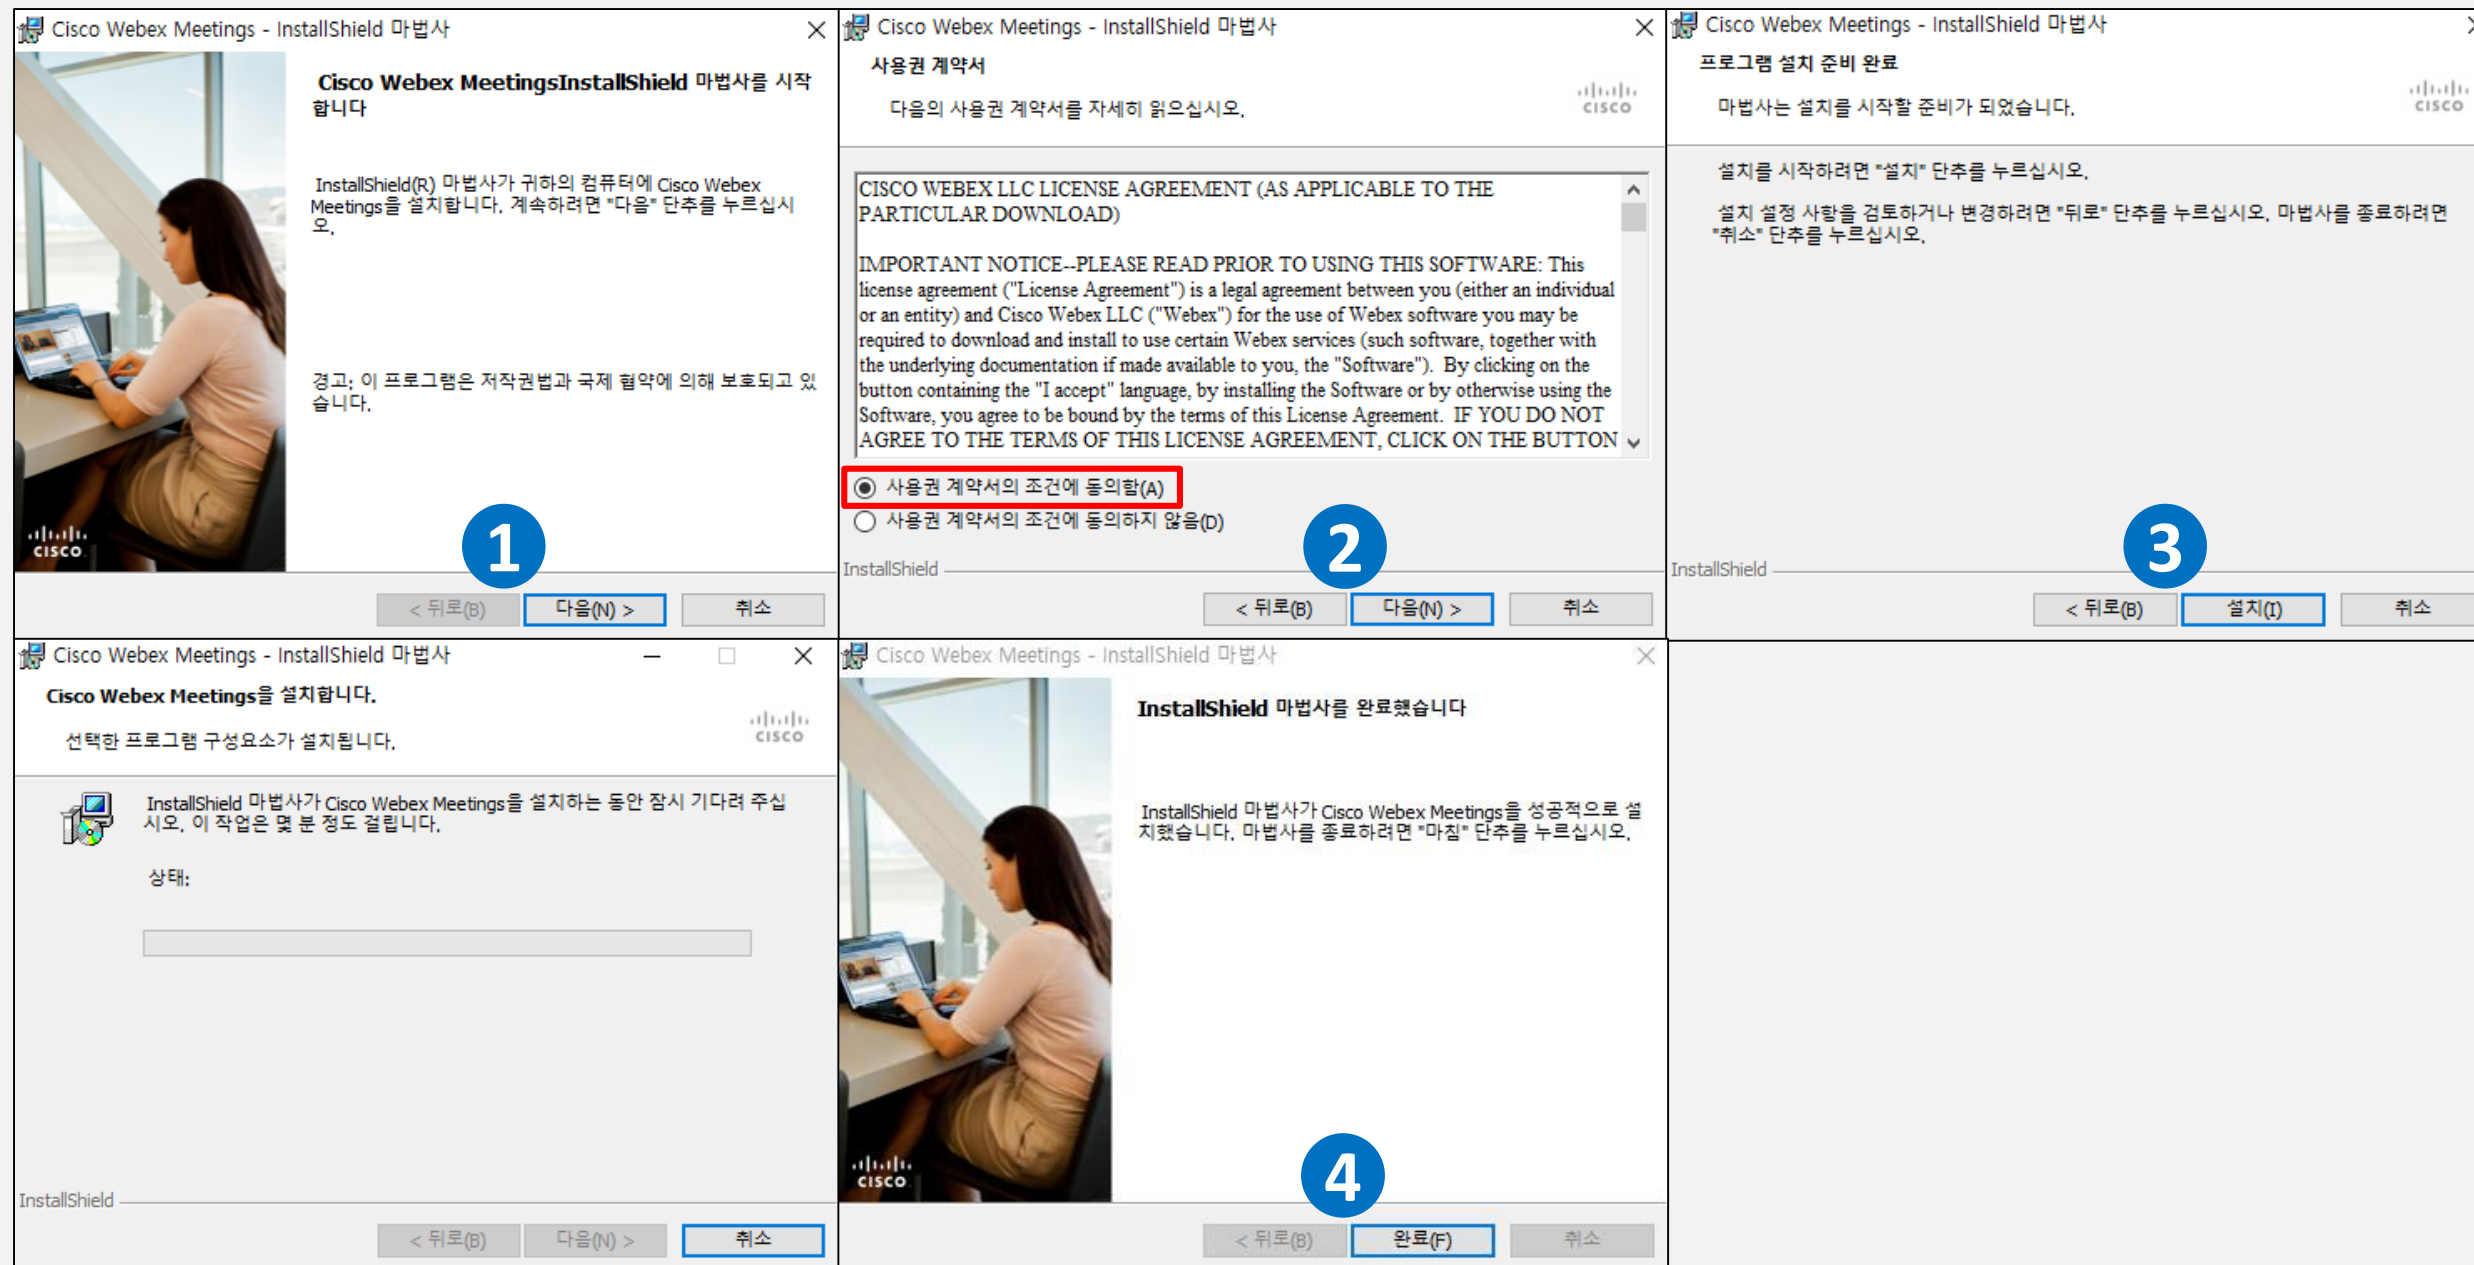 Cisco Webex Meetings - InstallShield 마법사
Cisco Webex MeetingsInstallShield 마법사를 시작
합니다
InstallShield(R) 마법사가 귀하의 컴퓨터에 Cisco Webex
Meetings을 설치합니다. 계속하려면 "다음" 단추를 누르십시
오.
경고: 이 프로그램은 저작권법과 국제 협약에 의해 보호되고 있
습니다.
CISCO
1
< 뒤로(B)
다음(N) >
취소
Cisco Webex Meetings - InstallShield 마법사
사용권 계약서
다음의 사용권 계약서를 자세히 읽으십시오.
CISCO
CISCO WEBEX LLC LICENSE AGREEMENT (AS APPLICABLE TO THE
PARTICULAR DOWNLOAD)
IMPORTANT NOTICE--PLEASE READ PRIOR TO USING THIS SOFTWARE: This
license agreement ("License Agreement") is a legal agreement between you (either an individual
or an entity) and Cisco Webex LLC ("Webex") for the use of Webex software you may be
required to download and install to use certain Webex services (such software, together with
the underlying documentation if made available to you, the "Software"). By clicking on the
button containing the "I accept" language, by installing the Software or by otherwise using the
Software, you agree to be bound by the terms of this License Agreement. IF YOU DO NOT
AGREE TO THE TERMS OF THIS LICENSE AGREEMENT, CLICK ON THE BUTTON
사용권 계약서의 조건에 동의함(A)
사용권 계약서의 조건에 동의하지 않음(D)
2
InstallShield
< 뒤로(B)
다음(N) >
취소
Cisco Webex Meetings - InstallShield 마법사
프로그램 설치 준비 완료
마법사는 설치를 시작할 준비가 되었습니다.
CISCO
설치를 시작하려면 "설치" 단추를 누르십시오.
설치 설정 사항을 검토하거나 변경하려면 "뒤로" 단추를 누르십시오. 마법사를 종료하려면
"취소" 단추를 누르십시오.
3
InstallShield
< 뒤로(B)
설치(I)
취소
Cisco Webex Meetings - InstallShield 마법사
Cisco Webex Meetings을 설치합니다.
선택한 프로그램 구성요소가 설치됩니다.
CISCO
InstallShield 마법사가 Cisco Webex Meetings을 설치하는 동안 잠시 기다려 주십
시오. 이 작업은 몇 분 정도 걸립니다.
상태:
InstallShield
< 뒤로(B)
다음(N) >
취소
Cisco Webex Meetings - InstallShield 마법사
InstallShield 마법사를 완료했습니다
InstallShield 마법사가 Cisco Webex Meetings을 성공적으로 설
치했습니다. 마법사를 종료하려면 "마침" 단추를 누르십시오.
CISCO
4
< 뒤로(B)
완료(F)
취소